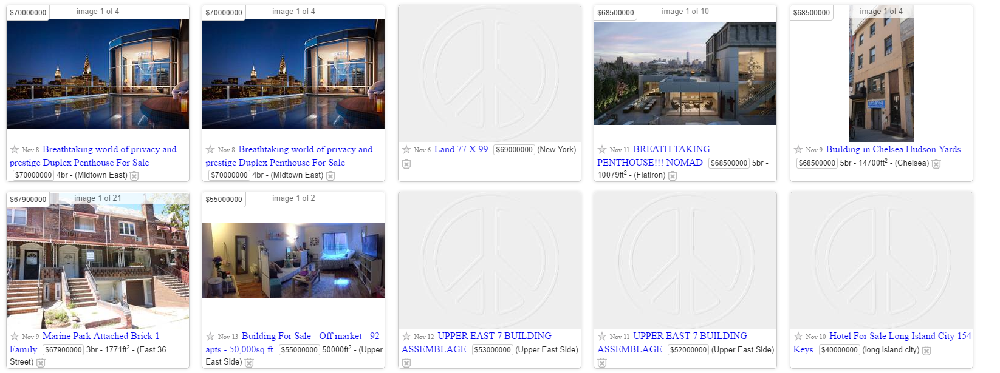 $70000000
image 1 of 4
Nov 8 Breathtaking world of privacy and
prestige Duplex Penthouse For Sale
$70000000 4br - (Midtown East)
$70000000
image 1 of 4
Nov 8 Breathtaking world of privacy and
prestige Duplex Penthouse For Sale
$70000000 4br - (Midtown East)
Nov 6 Land 77 X 99 $69000000 (New York)
$68500000
image 1 of 10
Nov 11 BREATH TAKING
PENTHOUSE!!! NOMAD $68500000 5br -
10079ft² - (Flatiron)
$68500000
image 1 of 4
Nov 9 Building in Chelsea Hudson Yards.
$68500000 5br - 14700ft² - (Chelsea)
$67900000
image 1 of 21
Nov 9 Marine Park Attached Brick 1
Family $67900000 3br - 1771ft² - (East 36
Street)
$55000000
image 1 of 2
Nov 13 Building For Sale - Off market - 92
apts - 50,000sq.ft $55000000 50000ft² - (Upper
East Side)
Nov 12 UPPER EAST 7 BUILDING
ASSEMBLAGE $53000000 (Upper East Side)
Nov 11 UPPER EAST 7 BUILDING
ASSEMBLAGE $52000000 (Upper East Side)
Nov 10 Hotel For Sale Long Island City 154
Keys $40000000 (long island city)